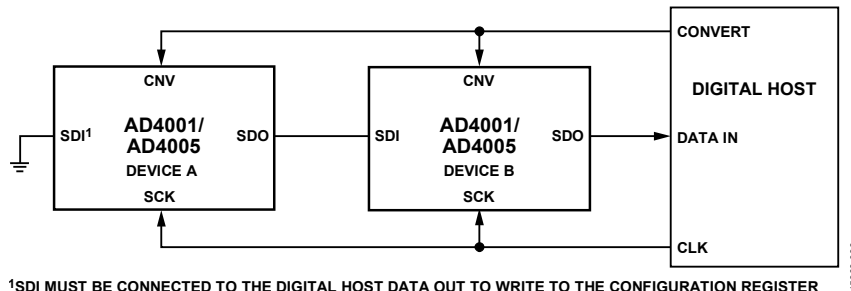 CONVERT
CNV
CNV
DIGITAL HOST
SDI1
AD4001/
AD4005
SDO
SDI
AD4001/
AD4005
SDO
DATA IN
DEVICE A
DEVICE B
SCK
SCK
CLK
1SDI MUST BE CONNECTED TO THE DIGITAL HOST DATA OUT TO WRITE TO THE CONFIGURATION REGISTER